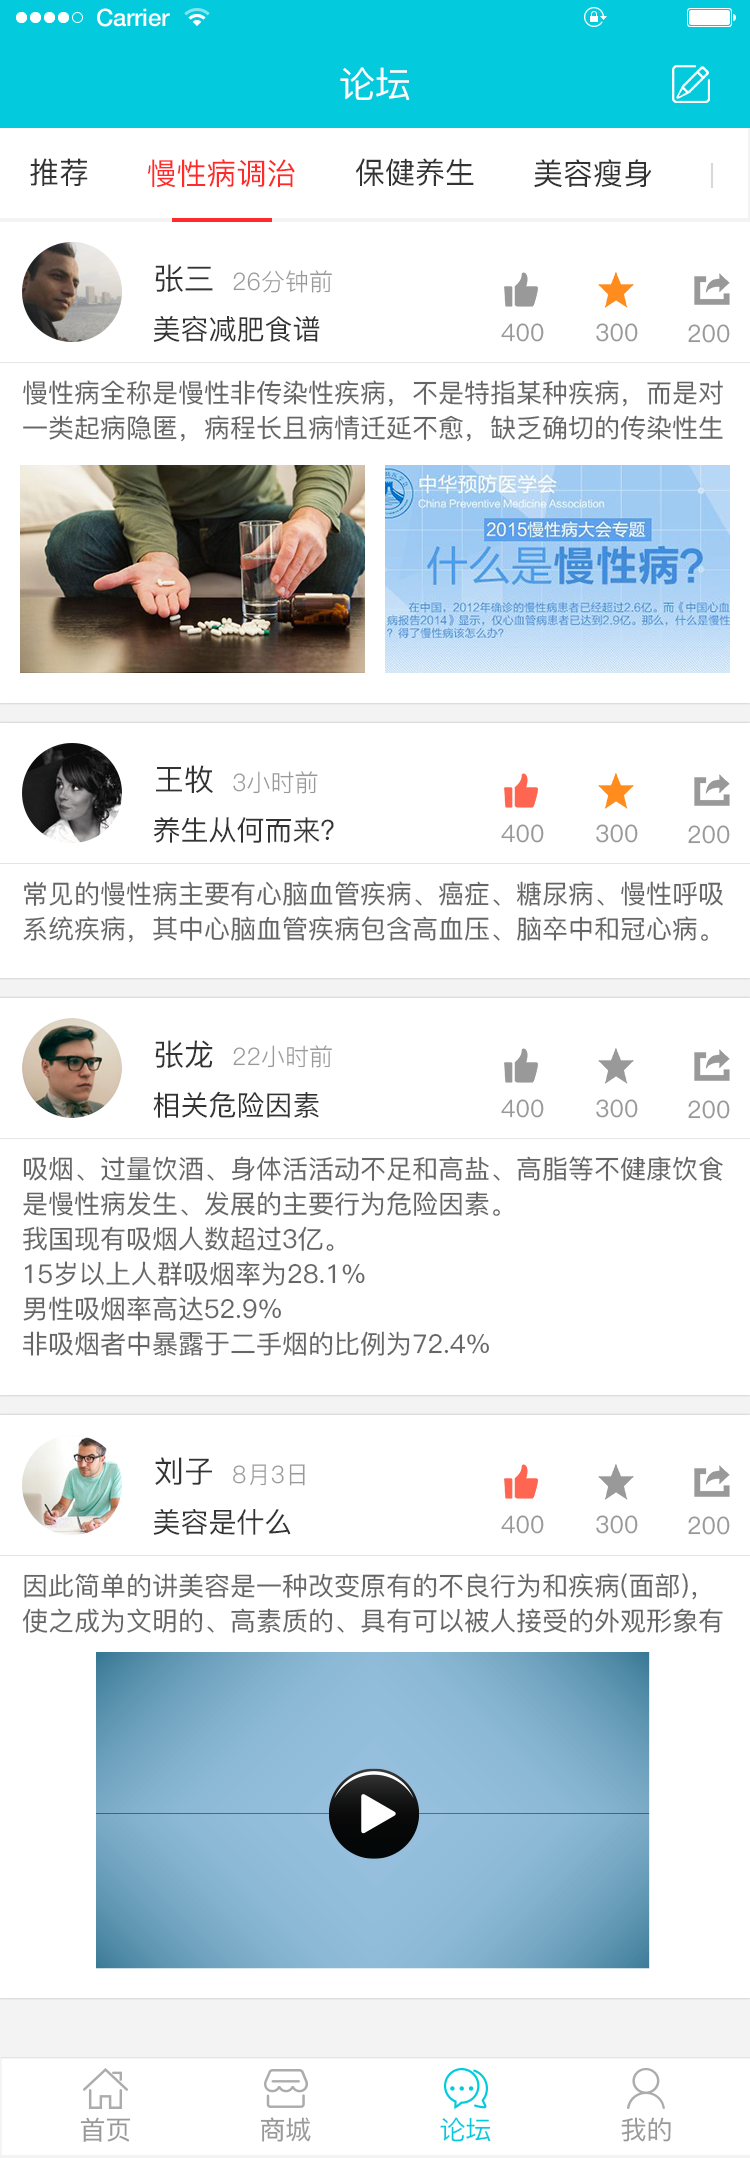 Carrier
论坛
推荐 慢性病调治 保健养生 美容瘦身
张三 26分钟前
美容减肥食谱
400 300 200
慢性病全称是慢性非传染性疾病，不是特指某种疾病，而是对
一类起病隐匿，病程长且病情迁延不愈，缺乏确切的传染性生
中华预防医学会
China Preventive Medicine Association
2015慢性病大会专题
什么是慢性病?
在中国，2012年确诊的慢性病患者已经超过2.6亿。而《中国心血
病报告2014》显示，仅心血管病患者已达到2.9亿。那么，什么是慢性
? 得了慢性病该怎么办?
王牧 3小时前
养生从何而来?
400 300 200
常见的慢性病主要有心脑血管疾病、癌症、糖尿病、慢性呼吸
系统疾病，其中心脑血管疾病包含高血压、脑卒中和冠心病。
张龙 22小时前
相关危险因素
400 300 200
吸烟、过量饮酒、身体活活动不足和高盐、高脂等不健康饮食
是慢性病发生、发展的主要行为危险因素。
我国现有吸烟人数超过3亿。
15岁以上人群吸烟率为28.1%
男性吸烟率高达52.9%
非吸烟者中暴露于二手烟的比例为72.4%
刘子 8月3日
美容是什么
400 300 200
因此简单的讲美容是一种改变原有的不良行为和疾病(面部)，
使之成为文明的、高素质的、具有可以被人接受的外观形象有
首页 商城 论坛 我的